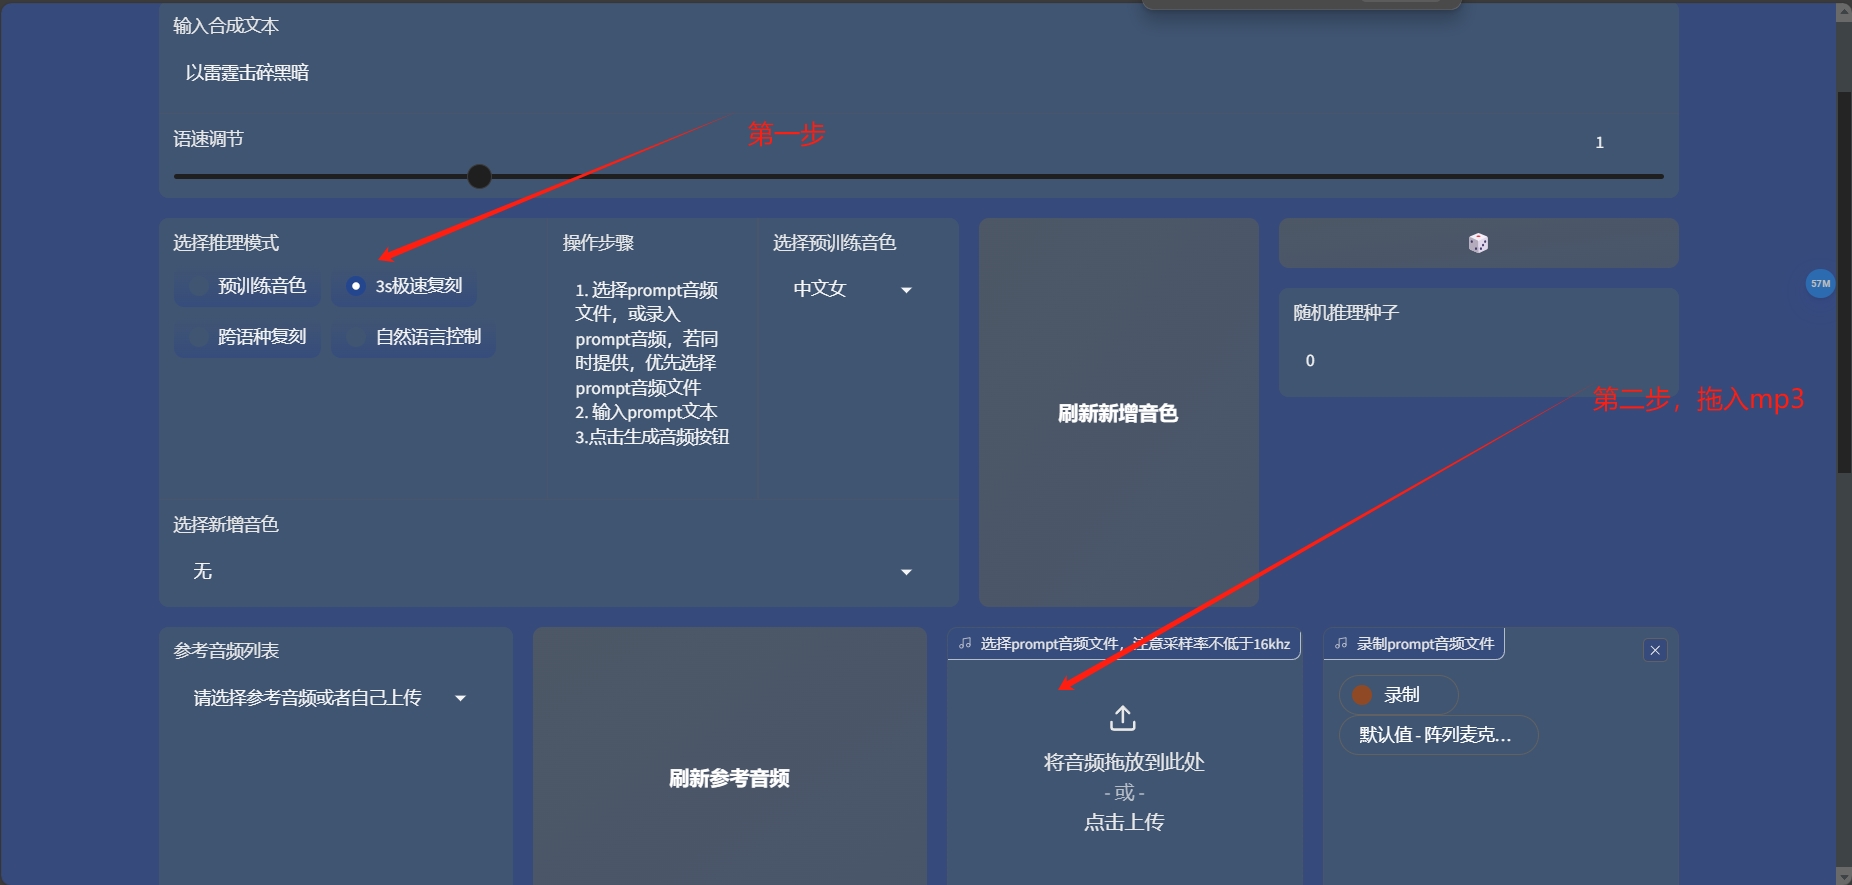 输入合成文本
以雷霆击碎黑暗
语速调节
1
第一步
选择推理模式
预训练音色
3s极速复刻
跨语种复刻
自然语言控制
操作步骤
1. 选择prompt音频
文件，或录入
prompt音频，若同
时提供，优先选择
prompt音频文件
2. 输入prompt文本
3.点击生成音频按钮
选择预训练音色
中文女
刷新新增音色
随机推理种子
0
57M
第二步，拖入mp3
选择新增音色
无
参考音频列表
请选择参考音频或者自己上传
刷新参考音频
选择prompt音频文件，注意采样率不低于16khz
将音频拖放到此处
- 或 -
点击上传
录制prompt音频文件
录制
默认值 - 阵列麦克...